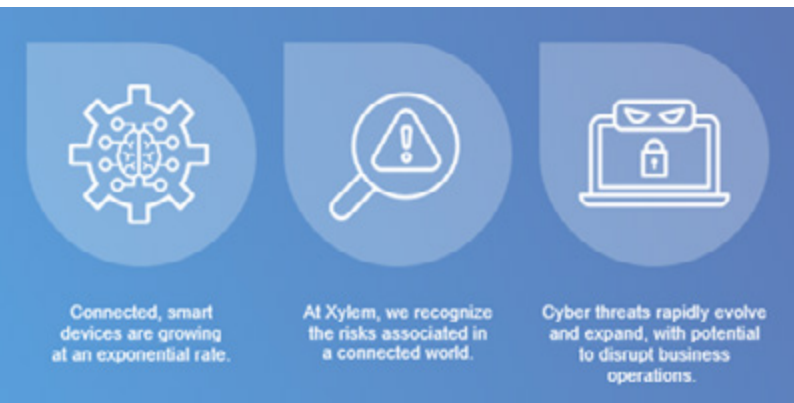 Connected, smart
devices are growing
at an exponential rate.
At Xylem, we recognize
the risks associated in
a connected world.
Cyber threats rapidly evolve
and expand, with potential
to disrupt business
operations.